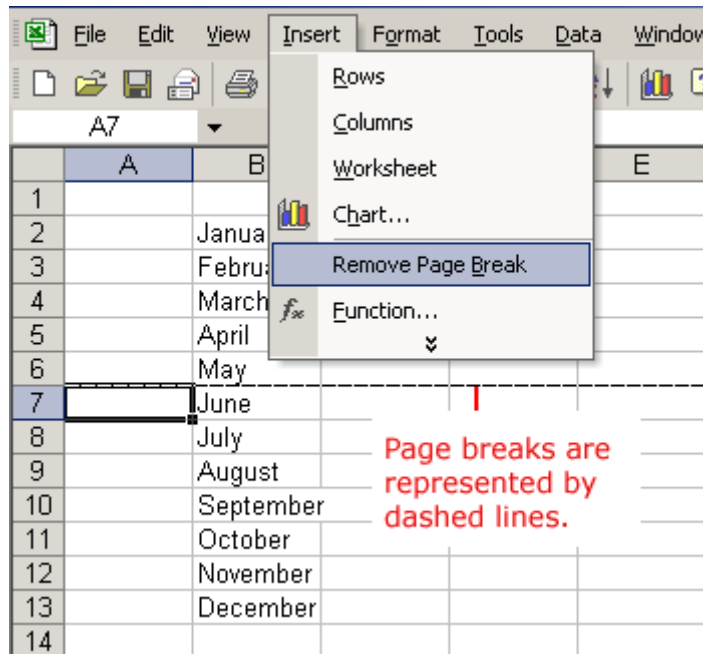 File Edit View Insert Format Tools Data Window
A7
Rows
Columns
Worksheet
Chart...
Remove Page Break
Function...
A B E
1
2 Janua
3 Februa
4 March
5 April
6 May
7 June
8 July
9 August
10 September
11 October
12 November
13 December
14
Page breaks are
represented by
dashed lines.